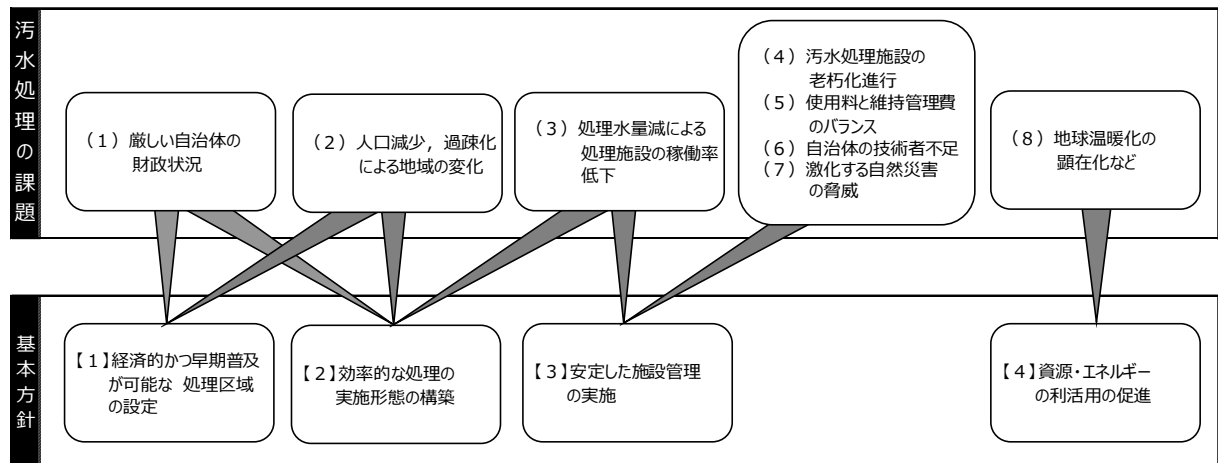 汚水処理の課題
（１）厳しい自治体の
財政状況
（２）人口減少，過疎化
による地域の変化
（３）処理水量減による
処理施設の稼働率
低下
（４）汚水処理施設の
老朽化進行
（５）使用料と維持管理費
のバランス
（６）自治体の技術者不足
（７）激化する自然災害
の脅威
（８）地球温暖化の
顕在化など
基本方針
【１】経済的かつ早期普及
が可能な 処理区域
の設定
【２】効率的な処理の
実施形態の構築
【３】安定した施設管理
の実施
【４】資源・エネルギー
の利活用の促進